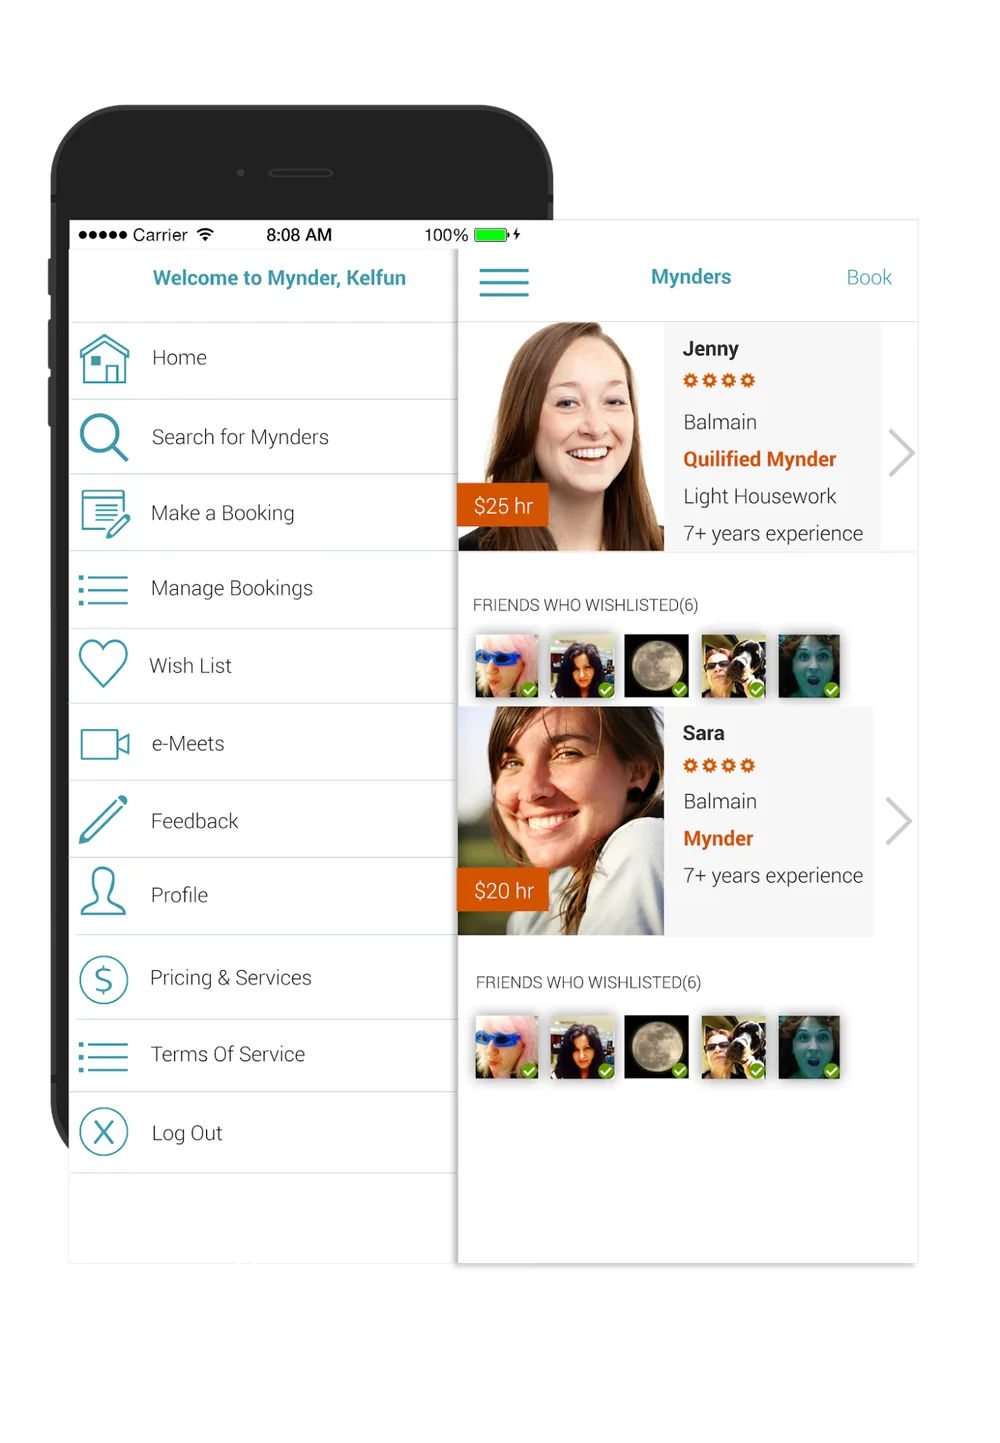 Carrier 8:08 AM 100%
Welcome to Mynder, Kelfun
Home
Search for Mynders
Make a Booking
Manage Bookings
Wish List
e-Meets
Feedback
Profile
$
Pricing & Services
Terms Of Service
X
Log Out
Mynders Book
Jenny
Balmain
Quilified Mynder
Light Housework
7+ years experience
$25 hr
FRIENDS WHO WISHLISTED(6)
Sara
Balmain
Mynder
7+ years experience
$20 hr
FRIENDS WHO WISHLISTED(6)